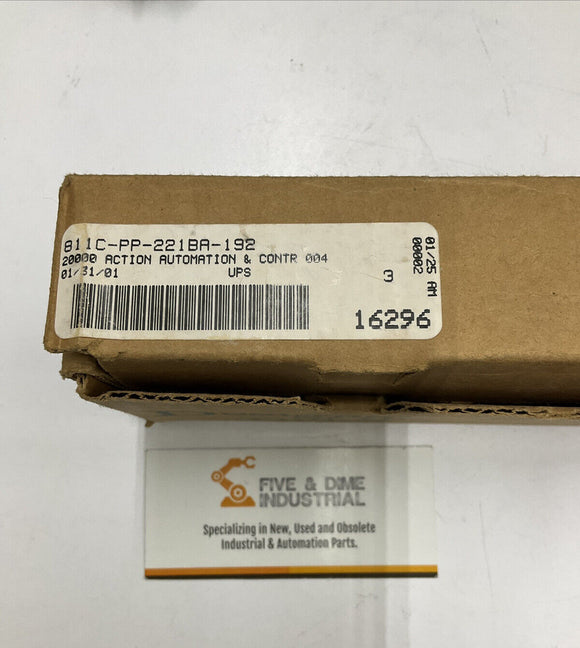 811C-PP-221BA-192
20000 ACTION AUTOMATION & CONTR 004
01/31/01 UPS
3
16296
01/25 AM
00002
FIVE & DIME
INDUSTRIAL
Specializing in New, Used and Obsolete
Industrial & Automation Parts.